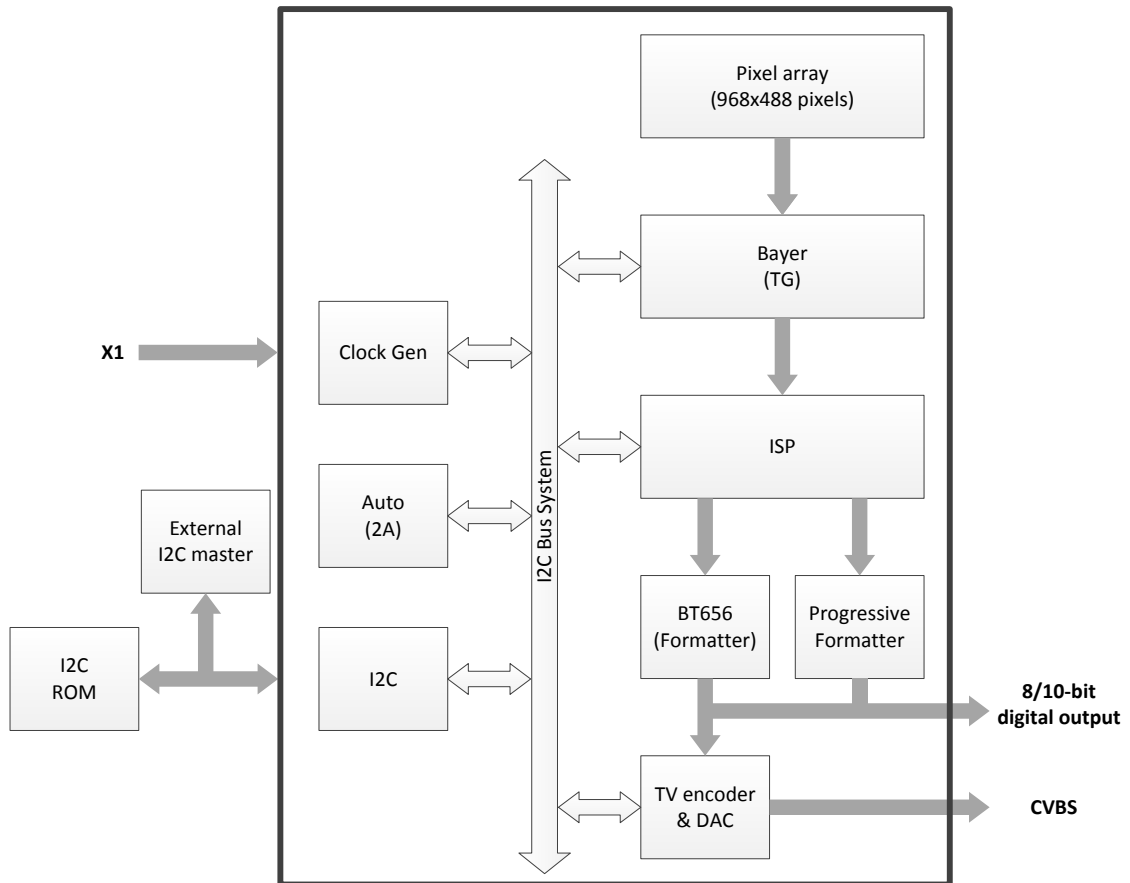 Pixel array
(968x488 pixels)
Bayer
(TG)
X1
Clock Gen
ISP
I2C Bus System
Auto
(2A)
External
I2C master
BT656
(Formatter)
Progressive
Formatter
I2C
ROM
I2C
8/10-bit
digital output
TV encoder
& DAC
CVBS